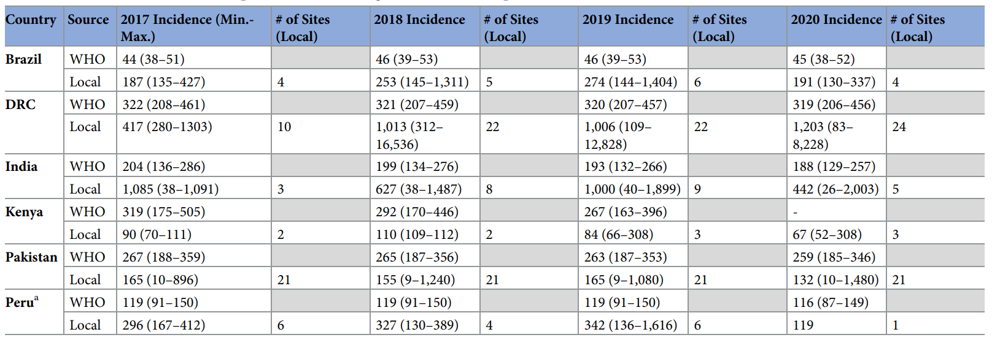 Country Source 2017 Incidence (Min.- # of Sites 2018 Incidence # of Sites 2019 Incidence # of Sites 2020 Incidence # of Sites
Max.) (Local) (Local) (Local) (Local)
Brazil WHO 44 (38–51) 46 (39–53) 46 (39–53) 45 (38–52)
Local 187 (135–427) 4 253 (145–1,311) 5 274 (144–1,404) 6 191 (130–337) 4
DRC WHO 322 (208–461) 321 (207–459) 320 (207–457) 319 (206–456)
Local 417 (280–1303) 10 1,013 (312– 22 1,006 (109– 22 1,203 (83– 24
16,536) 12,828) 8,228)
India WHO 204 (136–286) 199 (134–276) 193 (132–266) 188 (129–257)
Local 1,085 (38–1,091) 3 627 (38–1,487) 8 1,000 (40–1,899) 9 442 (26–2,003) 5
Kenya WHO 319 (175–505) 292 (170–446) 267 (163–396) -
Local 90 (70–111) 2 110 (109–112) 2 84 (66–308) 3 67 (52–308) 3
Pakistan WHO 267 (188–359) 265 (187–356) 263 (187–353) 259 (185–346)
Local 165 (10–896) 21 155 (9–1,240) 21 165 (9–1,080) 21 132 (10–1,480) 21
Peruᵃ WHO 119 (91–150) 119 (91–150) 119 (91–150) 116 (87–149)
Local 296 (167–412) 6 327 (130–389) 4 342 (136–1,616) 6 119 1